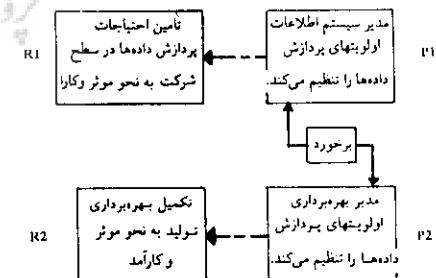 P1
مدیر سیستم اطلاعات
اولویتهای پردازش
داده‌ها را تنظیم می‌کند.
تأمین احتیاجات
پردازش داده‌ها در سطح
شرکت به نحو موثر وکارا
R1
برخورد
P2
مدیر بهره‌برداری
اولویتهای پردازش
داده‌ها را تنظیم می‌کند.
تکمیل بهره‌برداری
تولید به نحو موثر
و کارآمد
R2